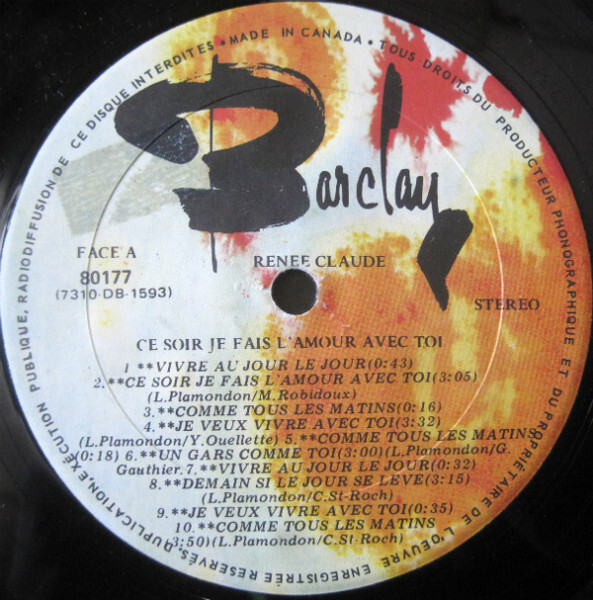 Barclay
FACE A
80177
(7310-DB-1593)
RENEE CLAUDE
STEREO
CE SOIR JE FAIS L'AMOUR AVEC TOI
1 **VIVRE AU JOUR LE JOUR(0:43)
2.**CE SOIR JE FAIS L'AMOUR AVEC TOI(3:05)
(L.Plamondon/M.Robidoux)
3.**COMME TOUS LES MATINS(0:16)
4.**JE VEUX VIVRE AVEC TOI(3:32)
(L.Plamondon/Y.Ouellette) 5.**COMME TOUS LES MATINS
(0:18) 6.**UN GARS COMME TOI(3:00)(L.Plamondon/G.
Gauthier.7.**VIVRE AU JOUR LE JOUR(0:32)
8.**DEMAIN SI LE JOUR SE LEVE(3:15)
(L.Plamondon/C.St-Roch)
9.**JE VEUX VIVRE AVEC TOI(0:35)
10.**COMME TOUS LES MATINS
3:50)(L.Plamondon/C.St-Roch)
MADE IN CANADA • TOUS DROITS DU PRODUCTEUR PHONOGRAPHIQUE ET DU PROPRIÉTAIRE DE L'OEUVRE ENREGISTRÉE RESERVÉS, DUPLICATION, EXÉCUTION PUBLIQUE, RADIODIFFUSION DE CE DISQUE INTERDITES •